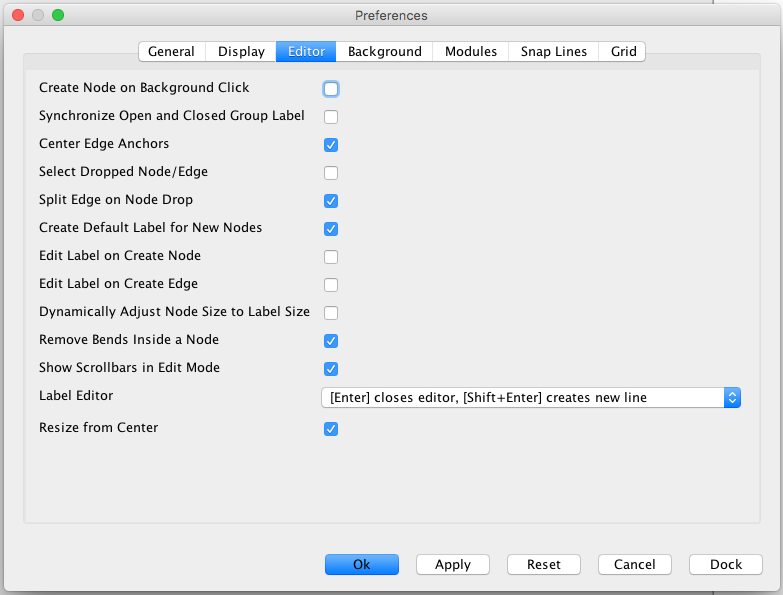 Preferences
General Display Editor Background Modules Snap Lines Grid
Create Node on Background Click
Synchronize Open and Closed Group Label
Center Edge Anchors
Select Dropped Node/Edge
Split Edge on Node Drop
Create Default Label for New Nodes
Edit Label on Create Node
Edit Label on Create Edge
Dynamically Adjust Node Size to Label Size
Remove Bends Inside a Node
Show Scrollbars in Edit Mode
Label Editor [Enter] closes editor, [Shift+Enter] creates new line
Resize from Center
Ok Apply Reset Cancel Dock